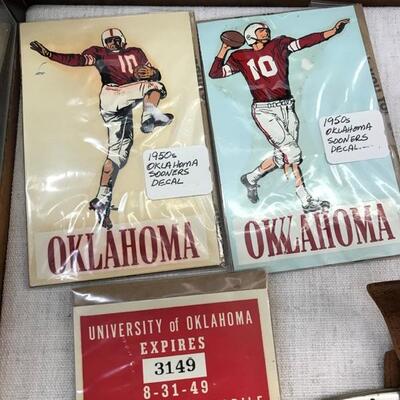 10
1950s
OKLAHOMA
SOONERS
DECAL
OKLAHOMA
10
1950s
OKLAHOMA
SOONERS
DECAL
OKLAHOMA
UNIVERSITY of OKLAHOMA
EXPIRES
3149
8-31-49